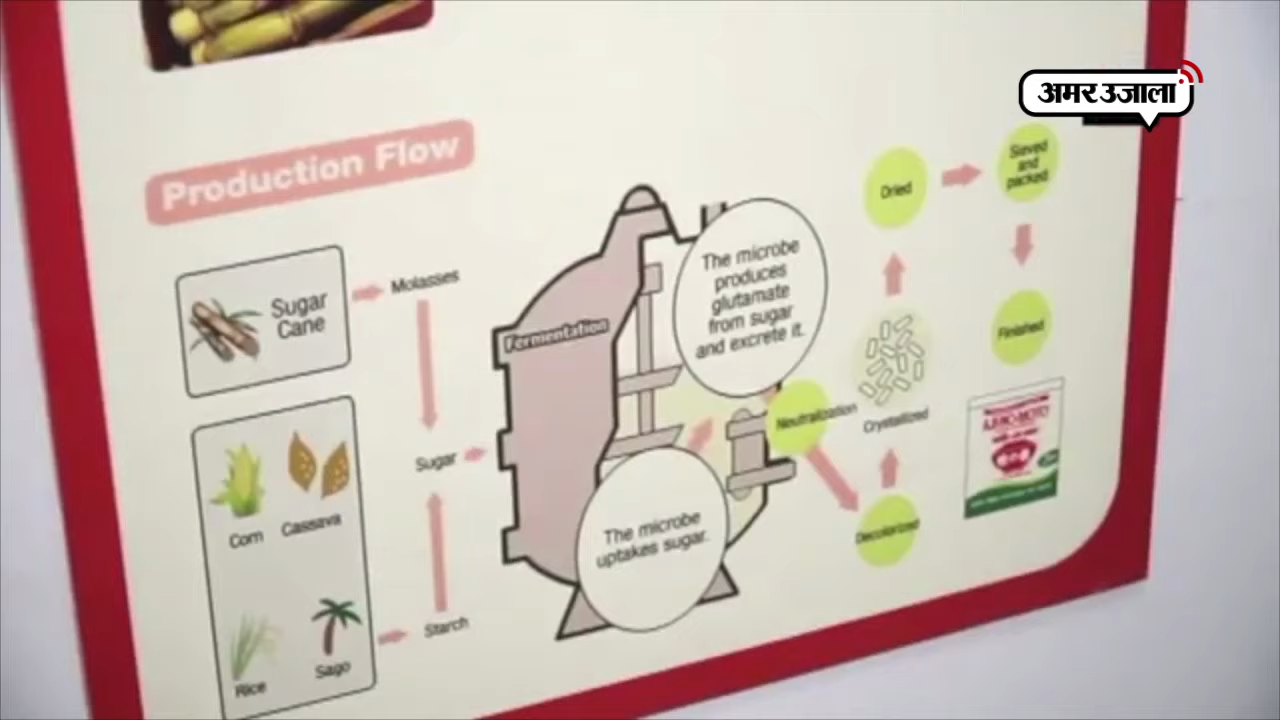 अमर उजाला
Production Flow
Sugar
Cane
Molasses
Corn
Cassava
Rice
Sago
Sugar
Starch
Fermentation
The microbe
produces
glutamate
from sugar
and excrete it.
The microbe
uptakes sugar.
Neutralization
Decolorized
Crystallized
Dried
Sieved
and
packed
Finished
AJI-NO-MOTO